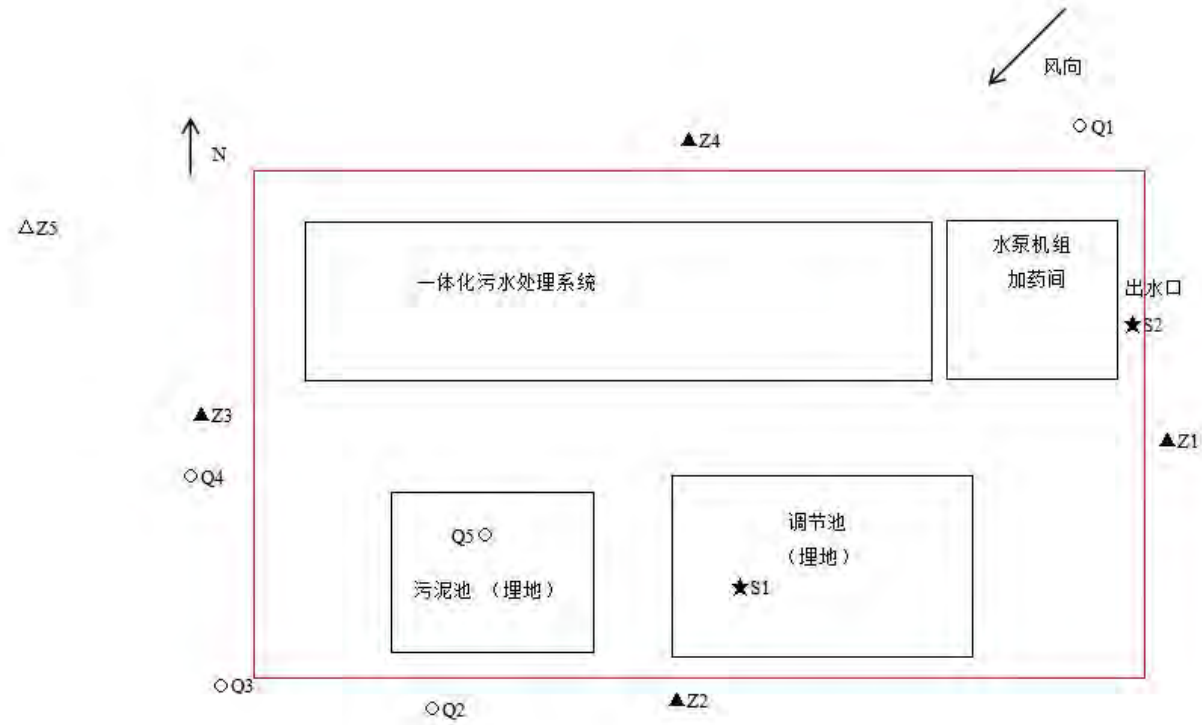 风向
Q1
Z4
N
Z5
水泵机组
加药间
一体化污水处理系统
出水口
★S2
Z3
Z1
Q4
调节池
（埋地）
Q5
污泥池 （埋地）
★S1
Q3
Q2
Z2